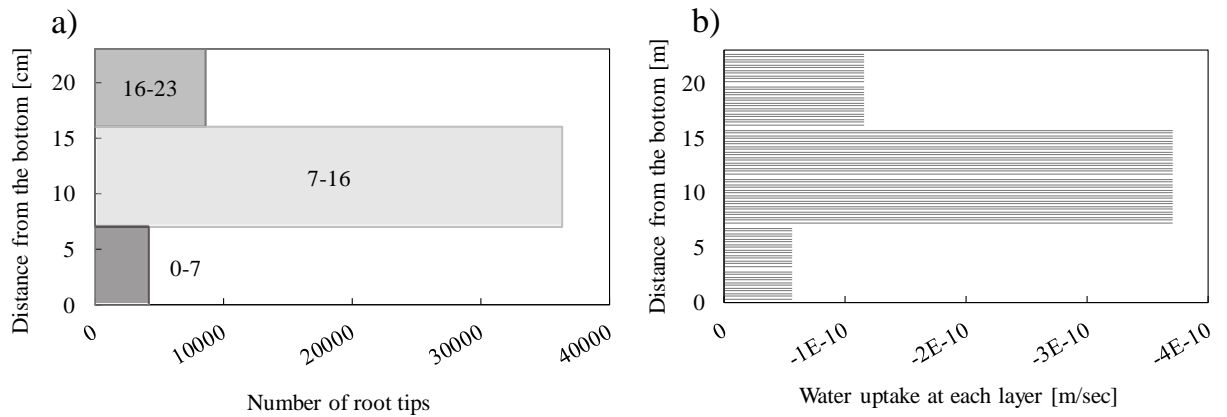 a)
Distance from the bottom [cm]
20
15
10
5
0
16-23
7-16
0-7
0
10000
20000
30000
40000
Number of root tips
b)
Distance from the bottom [m]
20
15
10
5
0
0
-1E-10
-2E-10
-3E-10
-4E-10
Water uptake at each layer [m/sec]